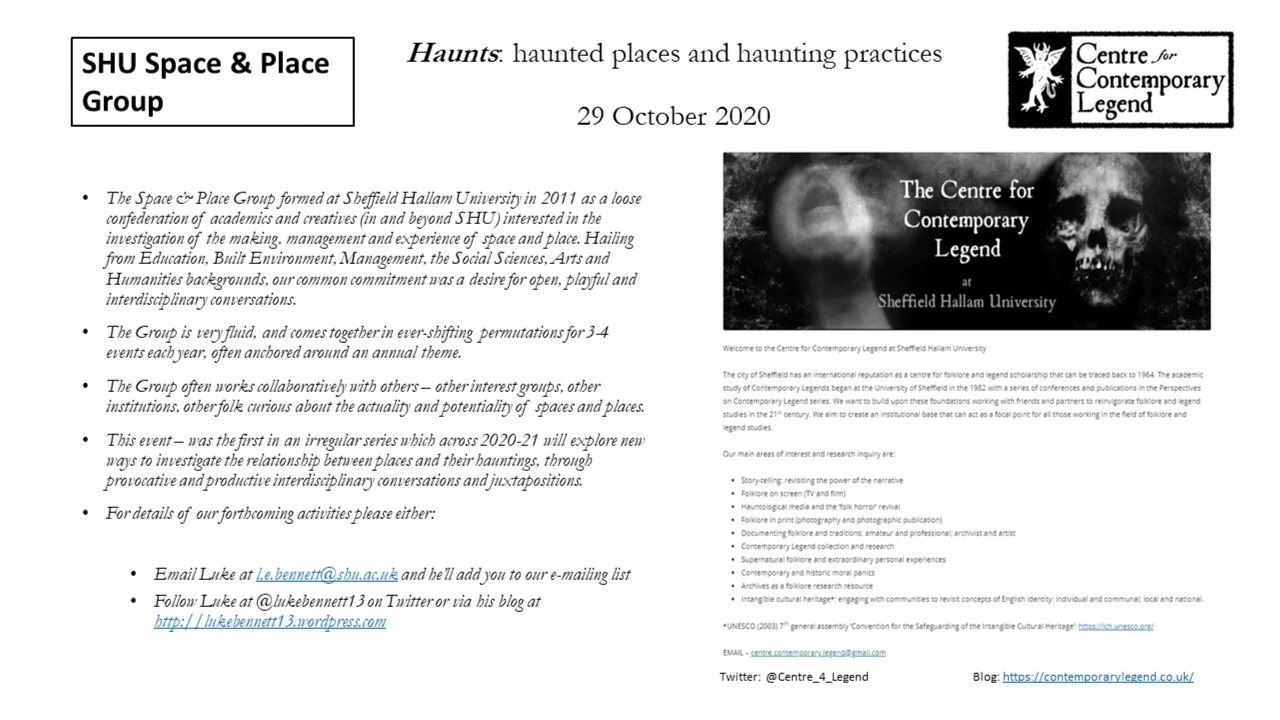 SHU Space & Place
Group
Haunts: haunted places and haunting practices
29 October 2020
Centre for
Contemporary
Legend
• The Space & Place Group formed at Sheffield Hallam University in 2011 as a loose
confederation of academics and creatives (in and beyond SHU) interested in the
investigation of the making, management and experience of space and place. Hailing
from Education, Built Environment, Management, the Social Sciences, Arts and
Humanities backgrounds, our common commitment was a desire for open, playful and
interdisciplinary conversations.
• The Group is very fluid, and comes together in ever-shifting permutations for 3-4
events each year, often anchored around an annual theme.
• The Group often works collaboratively with others – other interest groups, other
institutions, other folk curious about the actuality and potentiality of spaces and places.
• This event – was the first in an irregular series which across 2020-21 will explore new
ways to investigate the relationship between places and their hauntings, through
provocative and productive interdisciplinary conversations and juxtapositions.
• For details of our forthcoming activities please either:
• Email Luke at l.e.bennett@shu.ac.uk and he'll add you to our e-mailing list
• Follow Luke at @lukebennett13 on Twitter or via his blog at
http://lukebennett13.wordpress.com
The Centre for
Contemporary
Legend
at
Sheffield Hallam University
Welcome to the Centre for Contemporary Legend at Sheffield Hallam University
The city of Sheffield has an international reputation as a centre for folklore and legend scholarship that can be traced back to 1964. The academic
study of Contemporary Legends began at the University of Sheffield in the 1982 with a series of conferences and publications in the Perspectives
on Contemporary Legend series. We want to build upon these foundations working with friends and partners to reinvigorate folklore and legend
studies in the 21st century. We aim to create an institutional base that can act as a focal point for all those working in the field of folklore and
legend studies.
Our main areas of interest and research inquiry are:
• Story-telling: revisiting the power of the narrative
• Folklore on screen (TV and film)
• Hauntological media and the 'folk horror' revival
• Folklore in print (photography and photographic publication)
• Documenting folklore and traditions: amateur and professional; archivist and artist
• Contemporary Legend collection and research
• Supernatural folklore and extraordinary personal experiences
• Contemporary and historic moral panics
• Archives as a folklore research resource
• Intangible cultural heritage*: engaging with communities to revisit concepts of English identity: individual and communal; local and national.
*UNESCO (2003) 7th general assembly 'Convention for the Safeguarding of the Intangible Cultural Heritage': https://ich.unesco.org/
EMAIL – centre.contemporary.legend@gmail.com
Twitter: @Centre_4_Legend
Blog: https://contemporarylegend.co.uk/